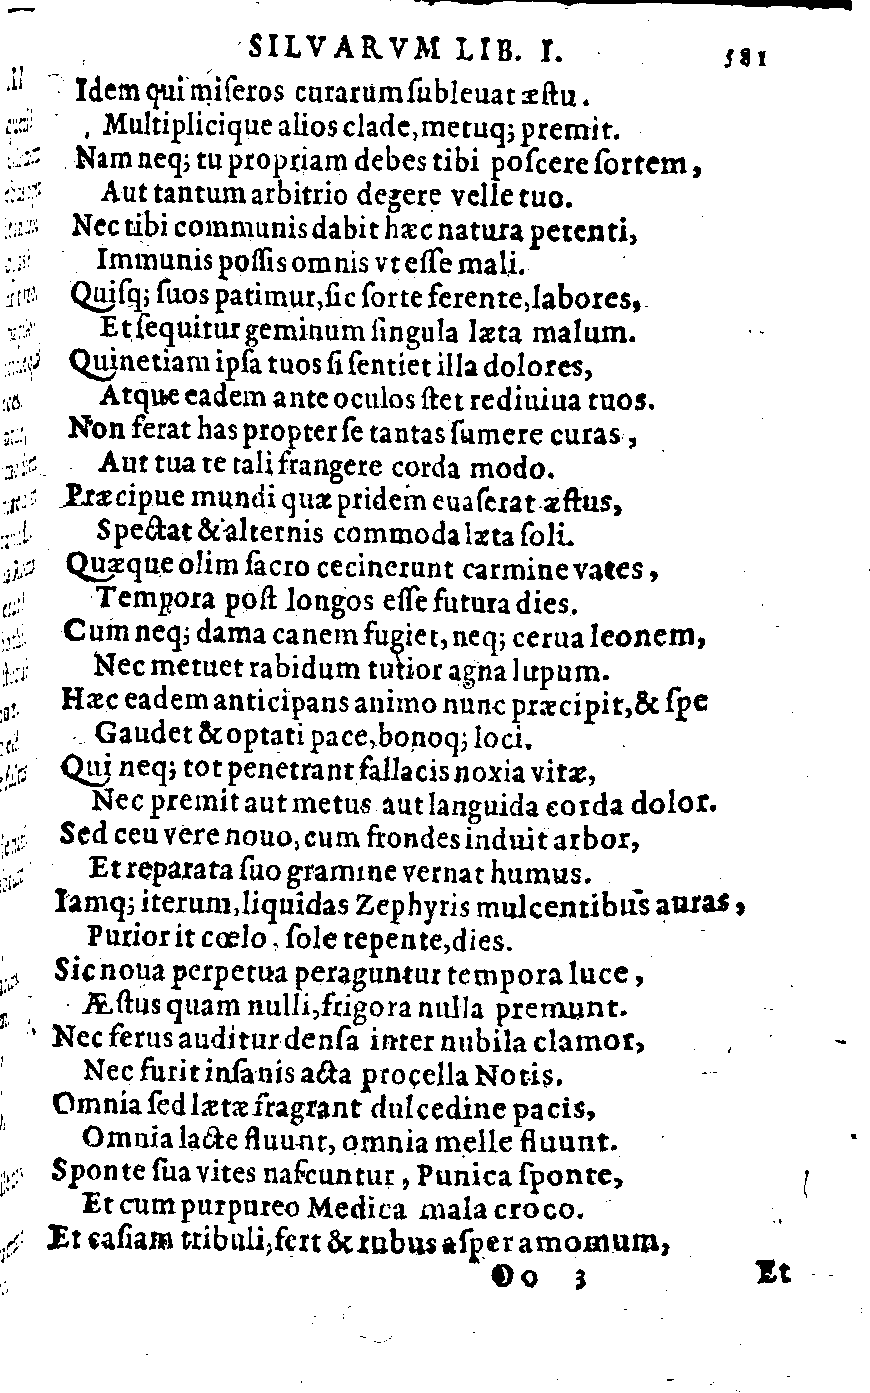 SILVARVM LIB. I. 581
Idem qui miſeros curarum ſubleuat æſtu.
Multiplicique alios clade, metuq; premit.
Nam neq; tu propriam debes tibi poſcere ſortem,
Aut tantum arbitrio degere velle tuo.
Nec tibi communis dabit hæc natura petenti,
Immunis poſſis omnis vt eſſe mali.
Quiſq; ſuos patimur, ſic ſorte ferente, labores,
Et ſequitur geminum ſingula læta malum.
Quinetiam ipſa tuos ſi ſentiet illa dolores,
Atque eadem ante oculos ſtet rediuiua tuos.
Non ferat has propter ſe tantas ſumere curas,
Aut tua te tali frangere corda modo.
Præcipue mundi quæ pridem euaſerat æſtus,
Spectat & alternis commoda læta ſoli.
Quæque olim ſacro cecinerunt carmine vates,
Tempora poſt longos eſſe futura dies.
Cum neq; dama canem fugiet, neq; cerua leonem,
Nec metuet rabidum tutior agna lupum.
Hæc eadem anticipans animo nunc præcipit, & ſpe
Gaudet & optati pace, bonoq; loci.
Qui neq; tot penetrant fallacis noxia vitæ,
Nec premit aut metus aut languida corda dolor.
Sed ceu vere nouo, cum frondes induit arbor,
Et reparata ſuo gramine vernat humus.
Iamq; iterum, liquidas Zephyris mulcentibus auras,
Purior it cœlo, ſole tepente, dies.
Sic noua perpetua peraguntur tempora luce,
Æſtus quam nulli, frigora nulla premunt.
Nec ferus auditur denſa inter nubila clamor,
Nec furit inſanis acta procella Notis.
Omnia ſed lætæ fragrant dulcedine pacis,
Omnia lacte fluunt, omnia melle fluunt.
Sponte ſua vites naſcuntur, Punica ſponte,
Et cum purpureo Medica mala croco.
Et caſiam tribuli, fert & rubus aſper amomum,
Oo 3 Et